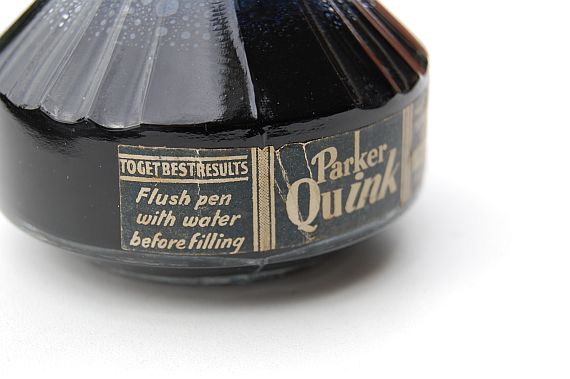 TO GET BEST RESULTS
Flush pen
with water
before filling
Parker
Quink